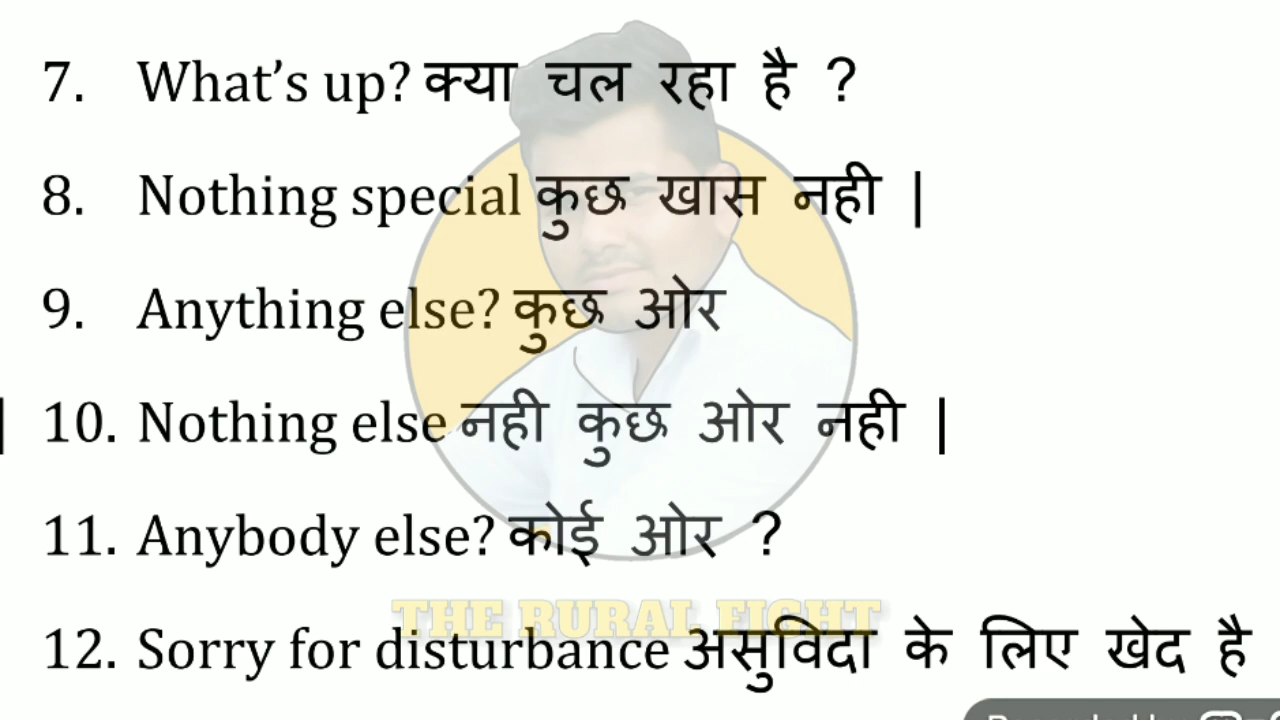 7. What's up? क्या चल रहा है ?
8. Nothing special कुछ खास नही |
9. Anything else? कुछ ओर
| 10. Nothing else नही कुछ ओर नही |
11. Anybody else? कोई ओर ?
THE RURAL FIGHT
12. Sorry for disturbance असुविदा के लिए खेद है